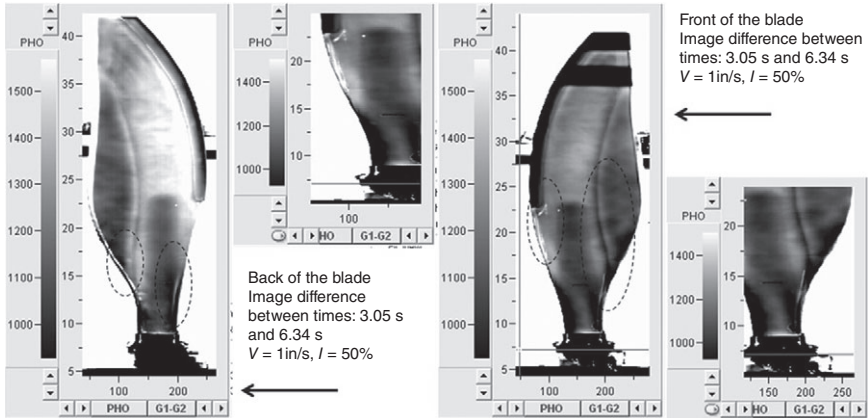 PHO
40
35
30
25
20
15
10
5
1500
1400
1300
1200
1100
1000
100 200
PHO G1-G2
PHO
20
15
10
1400
1200
1000
100
HO G1-G2
Back of the blade
Image difference
between times: 3.05 s
and 6.34 s
V = 1in/s, I = 50%
PHO
40
35
30
25
20
15
10
5
1500
1400
1300
1200
1100
1000
100 200
PHO G1-G2
Front of the blade
Image difference between
times: 3.05 s and 6.34 s
V = 1in/s, I = 50%
PHO
20
15
10
1400
1200
1000
150 200 250
HO G1-G2